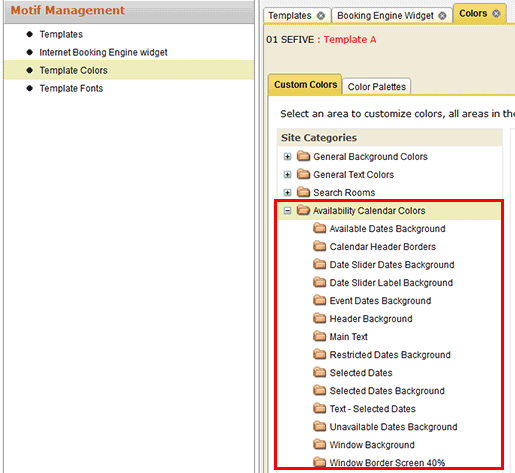 Motif Management
Templates
Internet Booking Engine widget
Template Colors
Template Fonts
Templates
Booking Engine Widget
Colors
01 SEFIVE : Template A
Custom Colors
Color Palettes
Select an area to customize colors, all areas in the
Site Categories
General Background Colors
General Text Colors
Search Rooms
Availability Calendar Colors
Available Dates Background
Calendar Header Borders
Date Slider Dates Background
Date Slider Label Background
Event Dates Background
Header Background
Main Text
Restricted Dates Background
Selected Dates
Selected Dates Background
Text - Selected Dates
Unavailable Dates Background
Window Background
Window Border Screen 40%